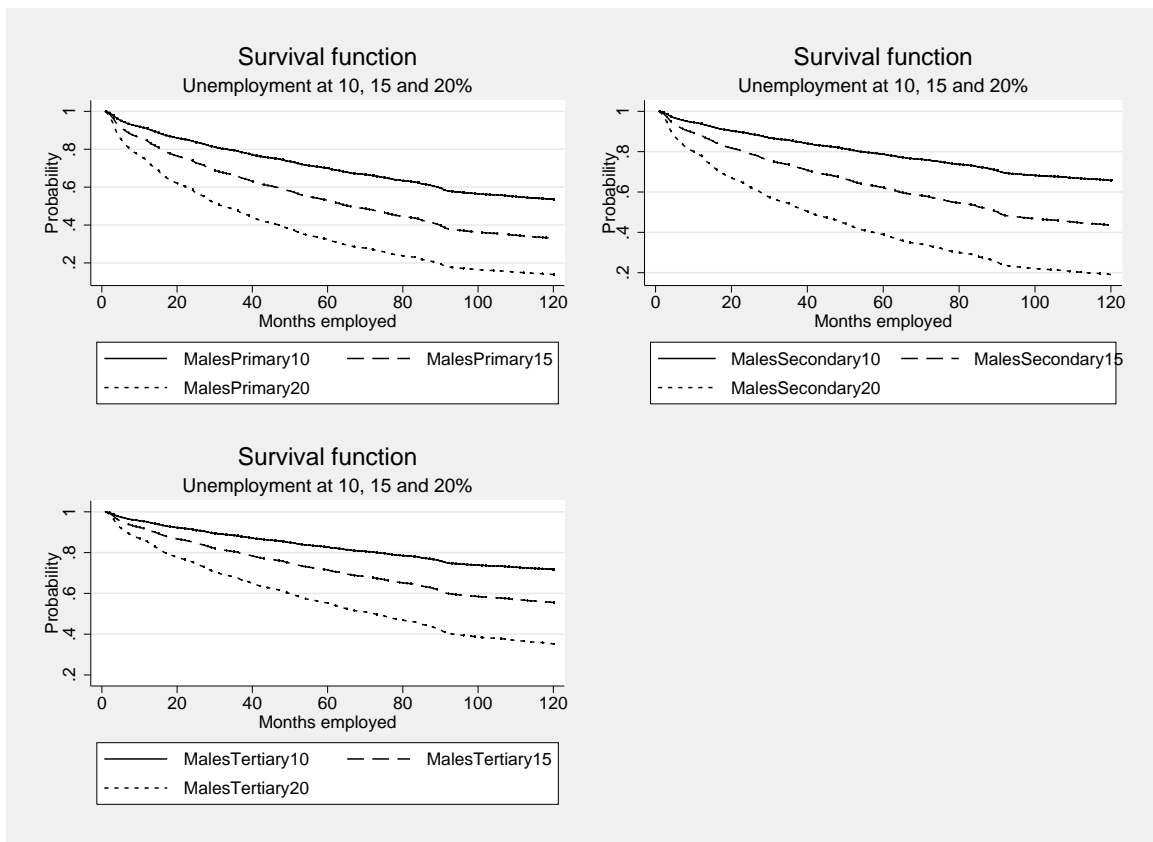 Survival function
Unemployment at 10, 15 and 20%
Probability
1
.8
.6
.4
.2
0 20 40 60 80 100 120
Months employed
MalesPrimary10 MalesPrimary15
MalesPrimary20
Survival function
Unemployment at 10, 15 and 20%
Probability
1
.8
.6
.4
.2
0 20 40 60 80 100 120
Months employed
MalesSecondary10 MalesSecondary15
MalesSecondary20
Survival function
Unemployment at 10, 15 and 20%
Probability
1
.8
.6
.4
.2
0 20 40 60 80 100 120
Months employed
MalesTertiary10 MalesTertiary15
MalesTertiary20